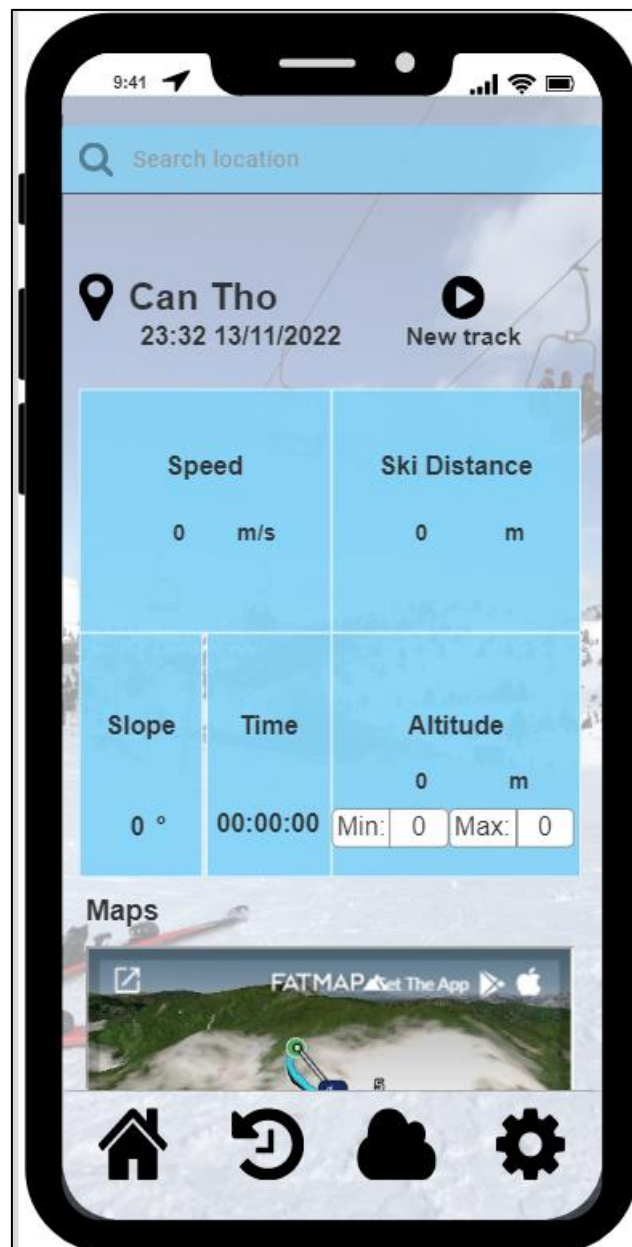 9:41
Search location
Can Tho
23:32 13/11/2022
New track
Speed
0 m/s
Ski Distance
0 m
Slope
0 °
Time
00:00:00
Altitude
0 m
Min: 0 Max: 0
Maps
FATMAP Get The App
5